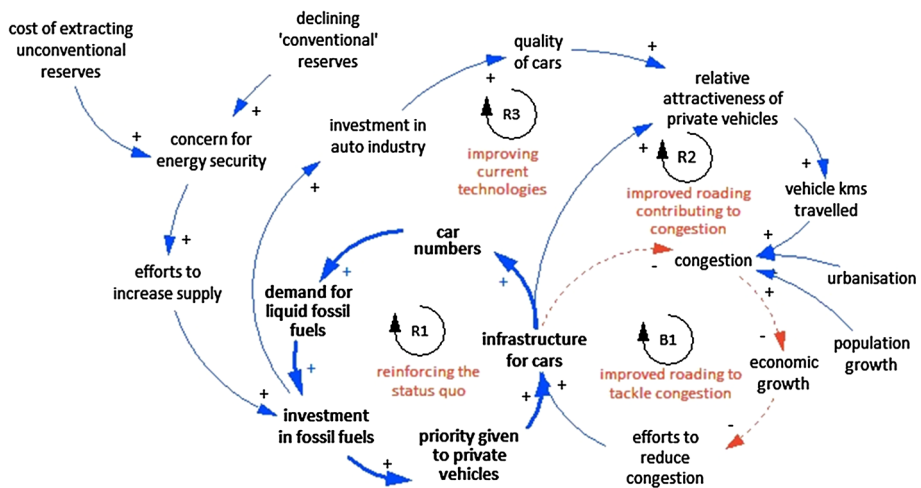 cost of extracting
unconventional
reserves
declining
'conventional'
reserves
quality
of cars
+
+
relative
attractiveness of
private vehicles
+
+
concern for
energy security
investment in
auto industry
+
R3
improving
current
technologies
+
R2
improved roading
contributing to
congestion
+
vehicle kms
travelled
+
efforts to
increase supply
car
numbers
+
demand for
liquid fossil
fuels
+
-
congestion
+
+
urbanisation
R1
reinforcing the
status quo
infrastructure
for cars
B1
improved roading to
tackle congestion
-
economic
growth
population
growth
+
+
investment
in fossil fuels
+
+
+
priority given
to private
vehicles
efforts to
reduce
congestion
-